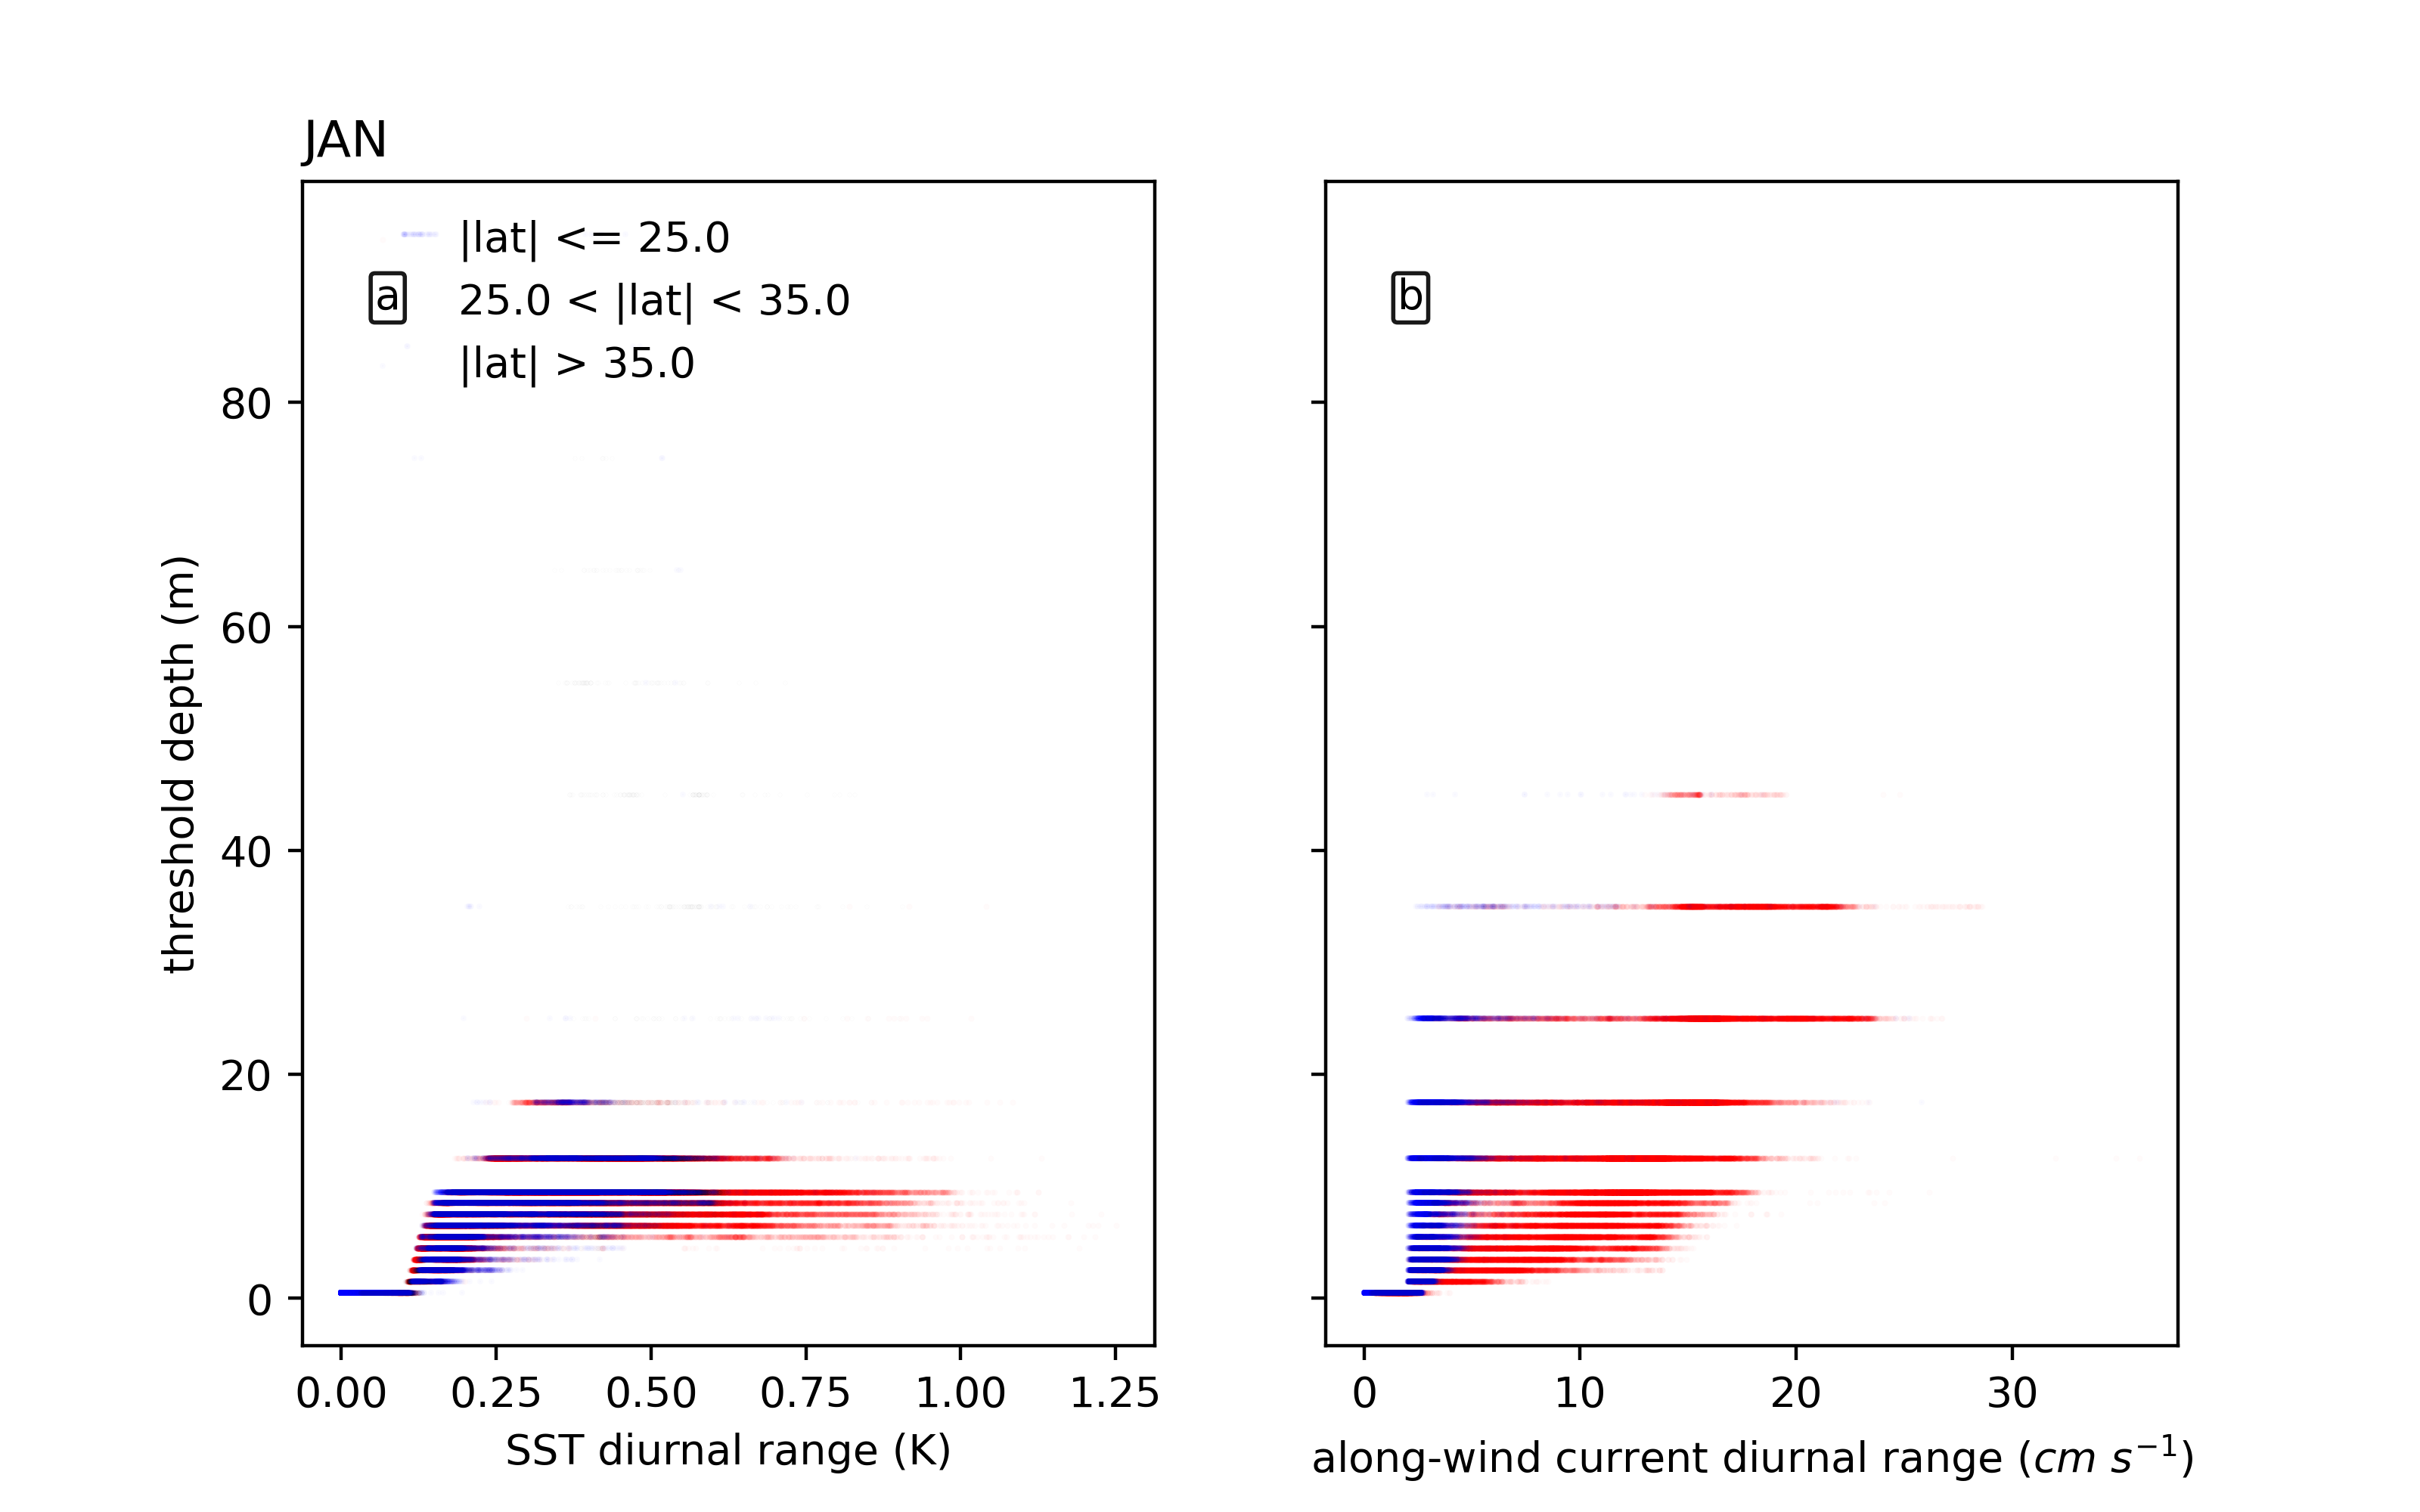 JAN
|lat| <= 25.0
a
25.0 < |lat| < 35.0
|lat| > 35.0
80
60
40
20
0
threshold depth (m)
0.00 0.25 0.50 0.75 1.00 1.25
SST diurnal range (K)
b
0 10 20 30
along-wind current diurnal range (cm s⁻¹)